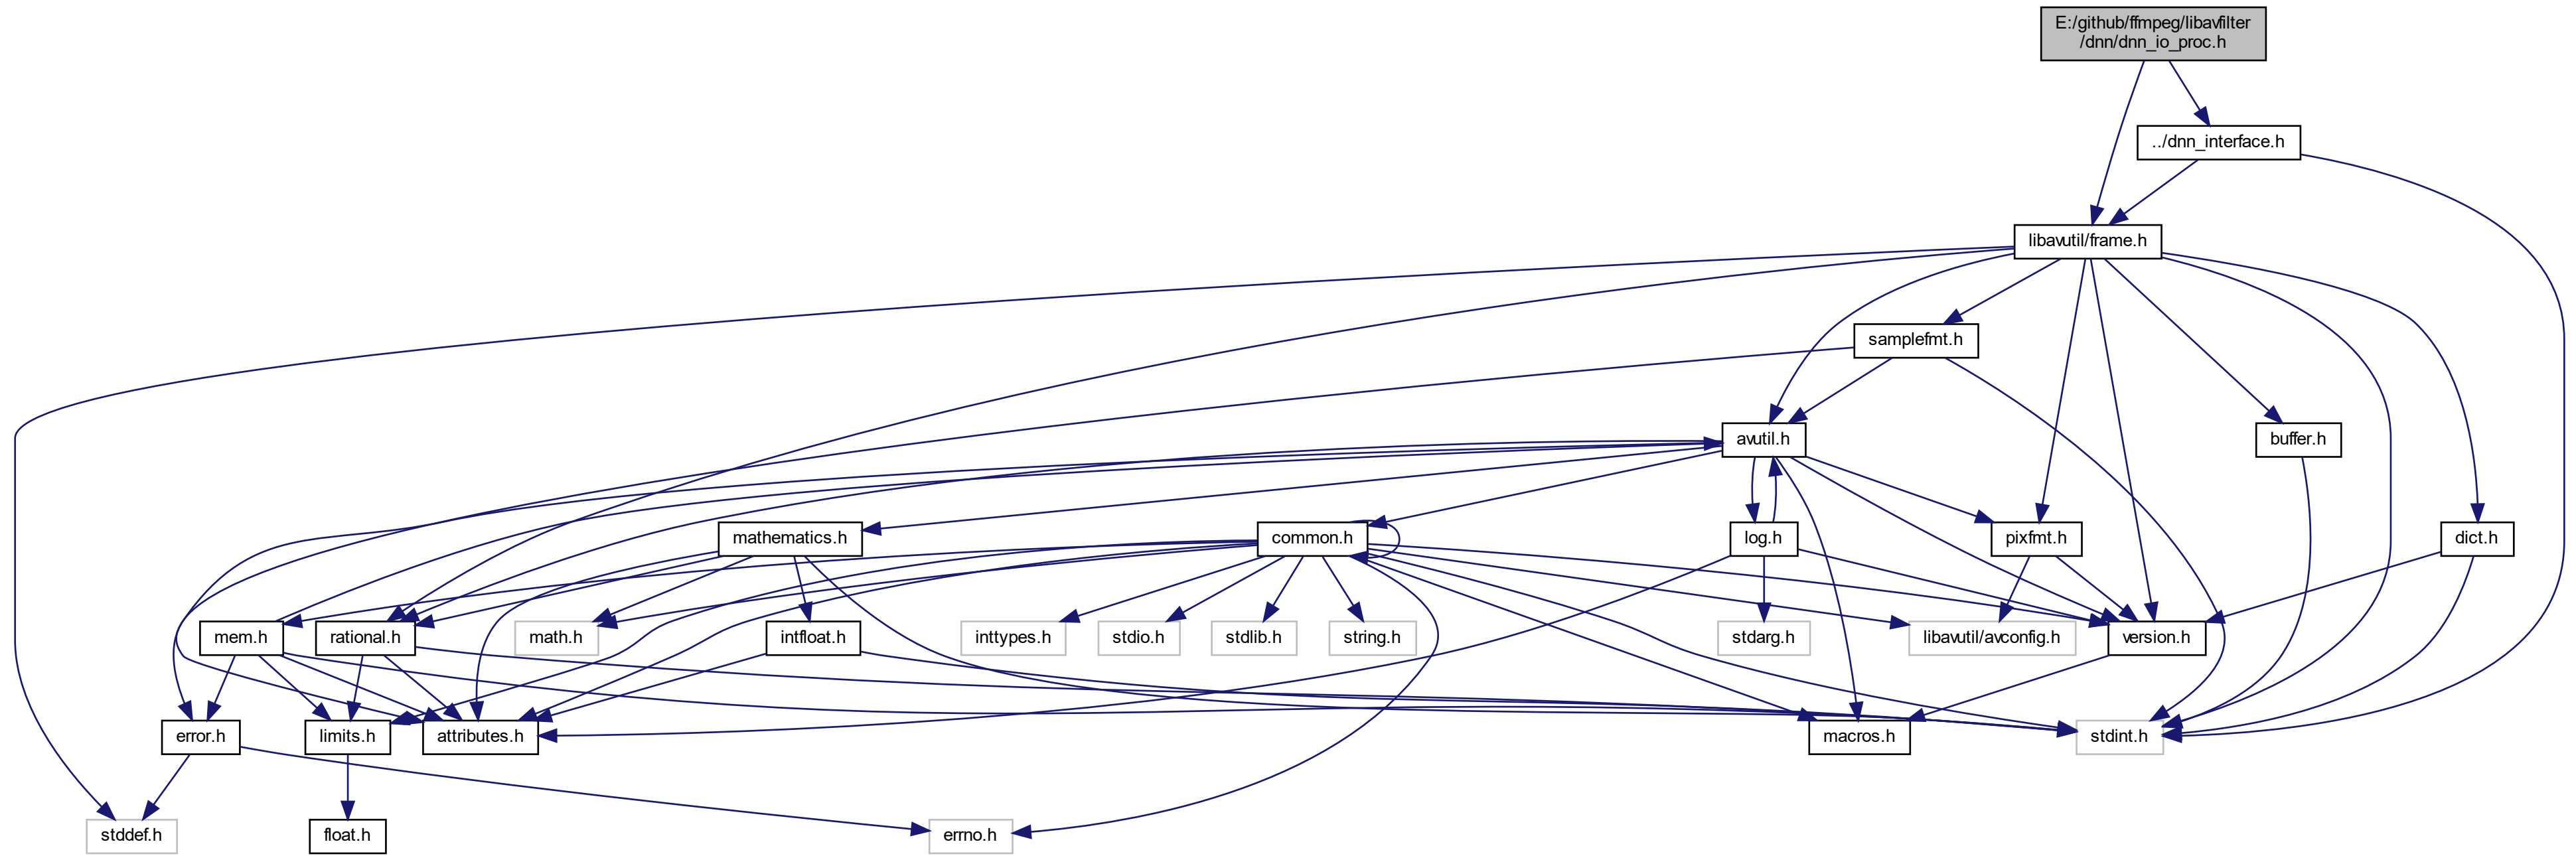 E:/github/ffmpeg/libavfilter
/dnn/dnn_io_proc.h
../dnn_interface.h
libavutil/frame.h
samplefmt.h
avutil.h
buffer.h
mathematics.h
common.h
log.h
pixfmt.h
dict.h
mem.h
rational.h
math.h
intfloat.h
inttypes.h
stdio.h
stdlib.h
string.h
stdarg.h
libavutil/avconfig.h
version.h
error.h
limits.h
attributes.h
macros.h
stdint.h
stddef.h
float.h
errno.h